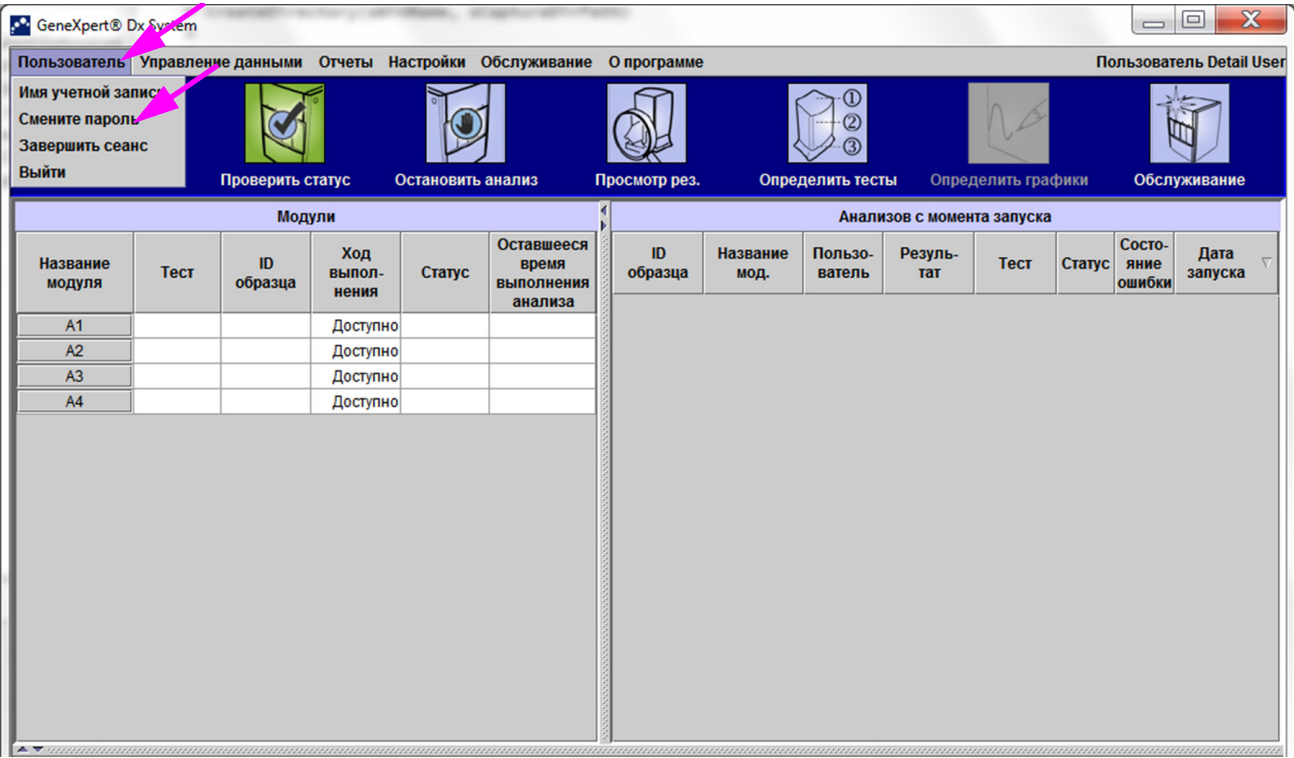 GeneXpert® Dx System
Пользователь Управление данными Отчеты Настройки Обслуживание О программе Пользователь Detail User
Имя учетной записи
Смените пароль
Завершить сеанс
Выйти
Проверить статус Остановить анализ Просмотр рез. Определить тесты Определить графики Обслуживание
1
2
3
Модули
Название
модуля
Тест
ID
образца
Ход
выпол-
нения
Статус
Оставшееся
время
выполнения
анализа
A1 Доступно
A2 Доступно
A3 Доступно
A4 Доступно
Анализов с момента запуска
ID
образца
Название
мод.
Пользо-
ватель
Резуль-
тат
Тест
Статус
Состо-
яние
ошибки
Дата
запуска